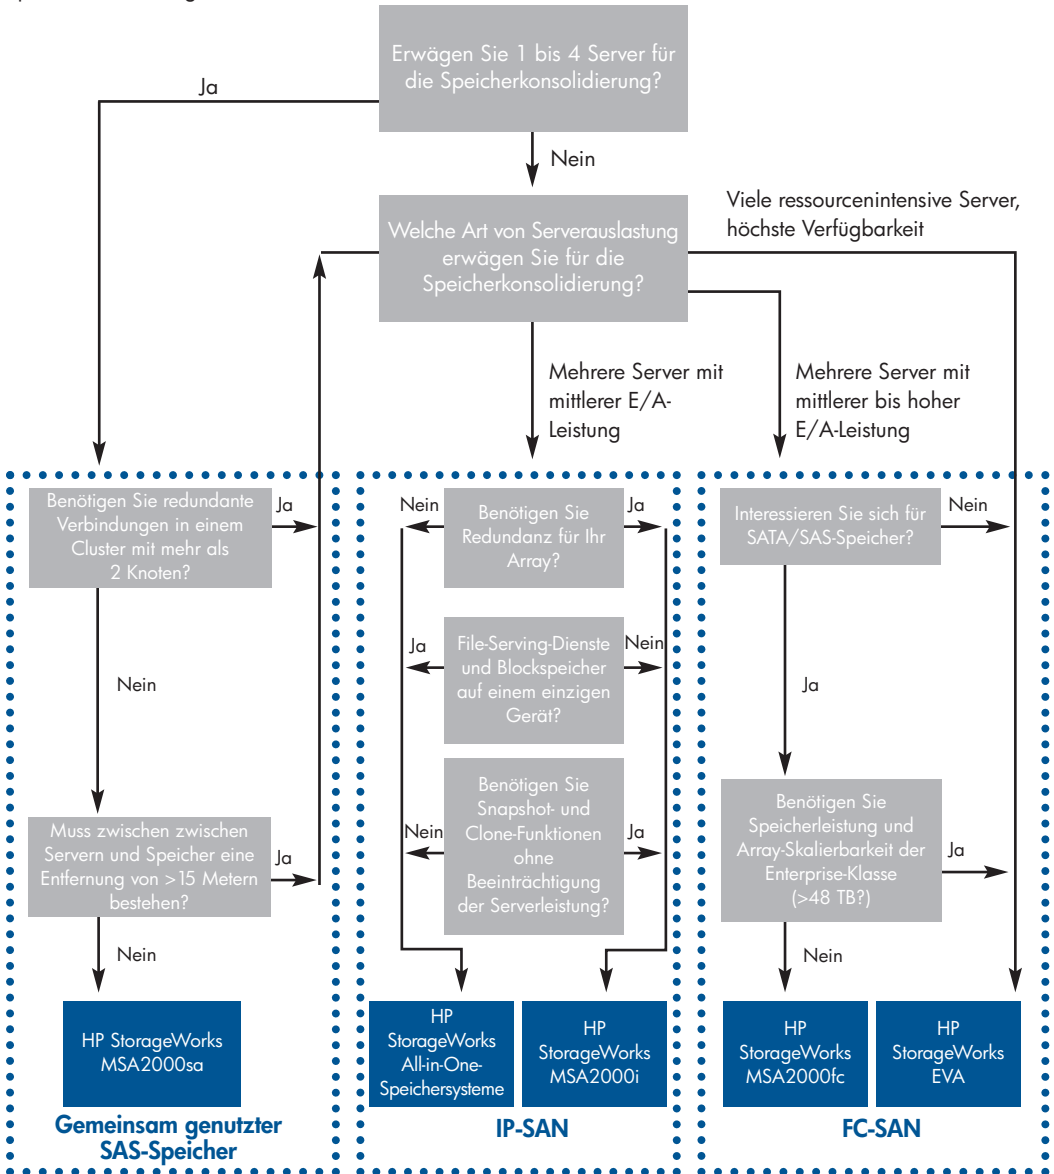 Erwägen Sie 1 bis 4 Server für
die Speicherkonsolidierung?
Ja
Nein
Viele ressourcenintensive Server,
höchste Verfügbarkeit
Welche Art von Serverauslastung
erwägen Sie für die
Speicherkonsolidierung?
Mehrere Server mit
mittlerer E/A-
Leistung
Mehrere Server mit
mittlerer bis hoher
E/A-Leistung
Benötigen Sie redundante
Verbindungen in einem
Cluster mit mehr als
2 Knoten?
Ja
Nein
Muss zwischen zwischen
Servern und Speicher eine
Entfernung von >15 Metern
bestehen?
Ja
Nein
HP StorageWorks
MSA2000sa
Gemeinsam genutzter
SAS-Speicher
Nein
Benötigen Sie
Redundanz für Ihr
Array?
Ja
Ja
File-Serving-Dienste
und Blockspeicher
auf einem einzigen
Gerät?
Nein
Nein
Benötigen Sie
Snapshot- und
Clone-Funktionen
ohne
Beeinträchtigung
der Serverleistung?
Ja
HP
StorageWorks
All-in-One-
Speichersysteme
HP
StorageWorks
MSA2000i
IP-SAN
Interessieren Sie sich für
SATA/SAS-Speicher?
Nein
Ja
Benötigen Sie
Speicherleistung und
Array-Skalierbarkeit der
Enterprise-Klasse
(>48 TB?)
Ja
Nein
HP
StorageWorks
MSA2000fc
HP
StorageWorks
EVA
FC-SAN